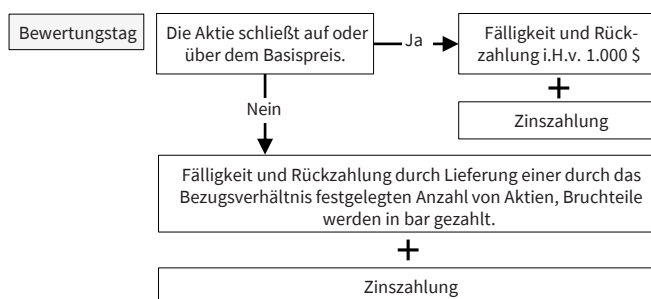 Bewertungstag
Die Aktie schließt auf oder
über dem Basispreis.
Ja
Fälligkeit und Rück-
zahlung i.H.v. 1.000 $
+
Zinszahlung
Nein
Fälligkeit und Rückzahlung durch Lieferung einer durch das
Bezugsverhältnis festgelegten Anzahl von Aktien, Bruchteile
werden in bar gezahlt.
+
Zinszahlung